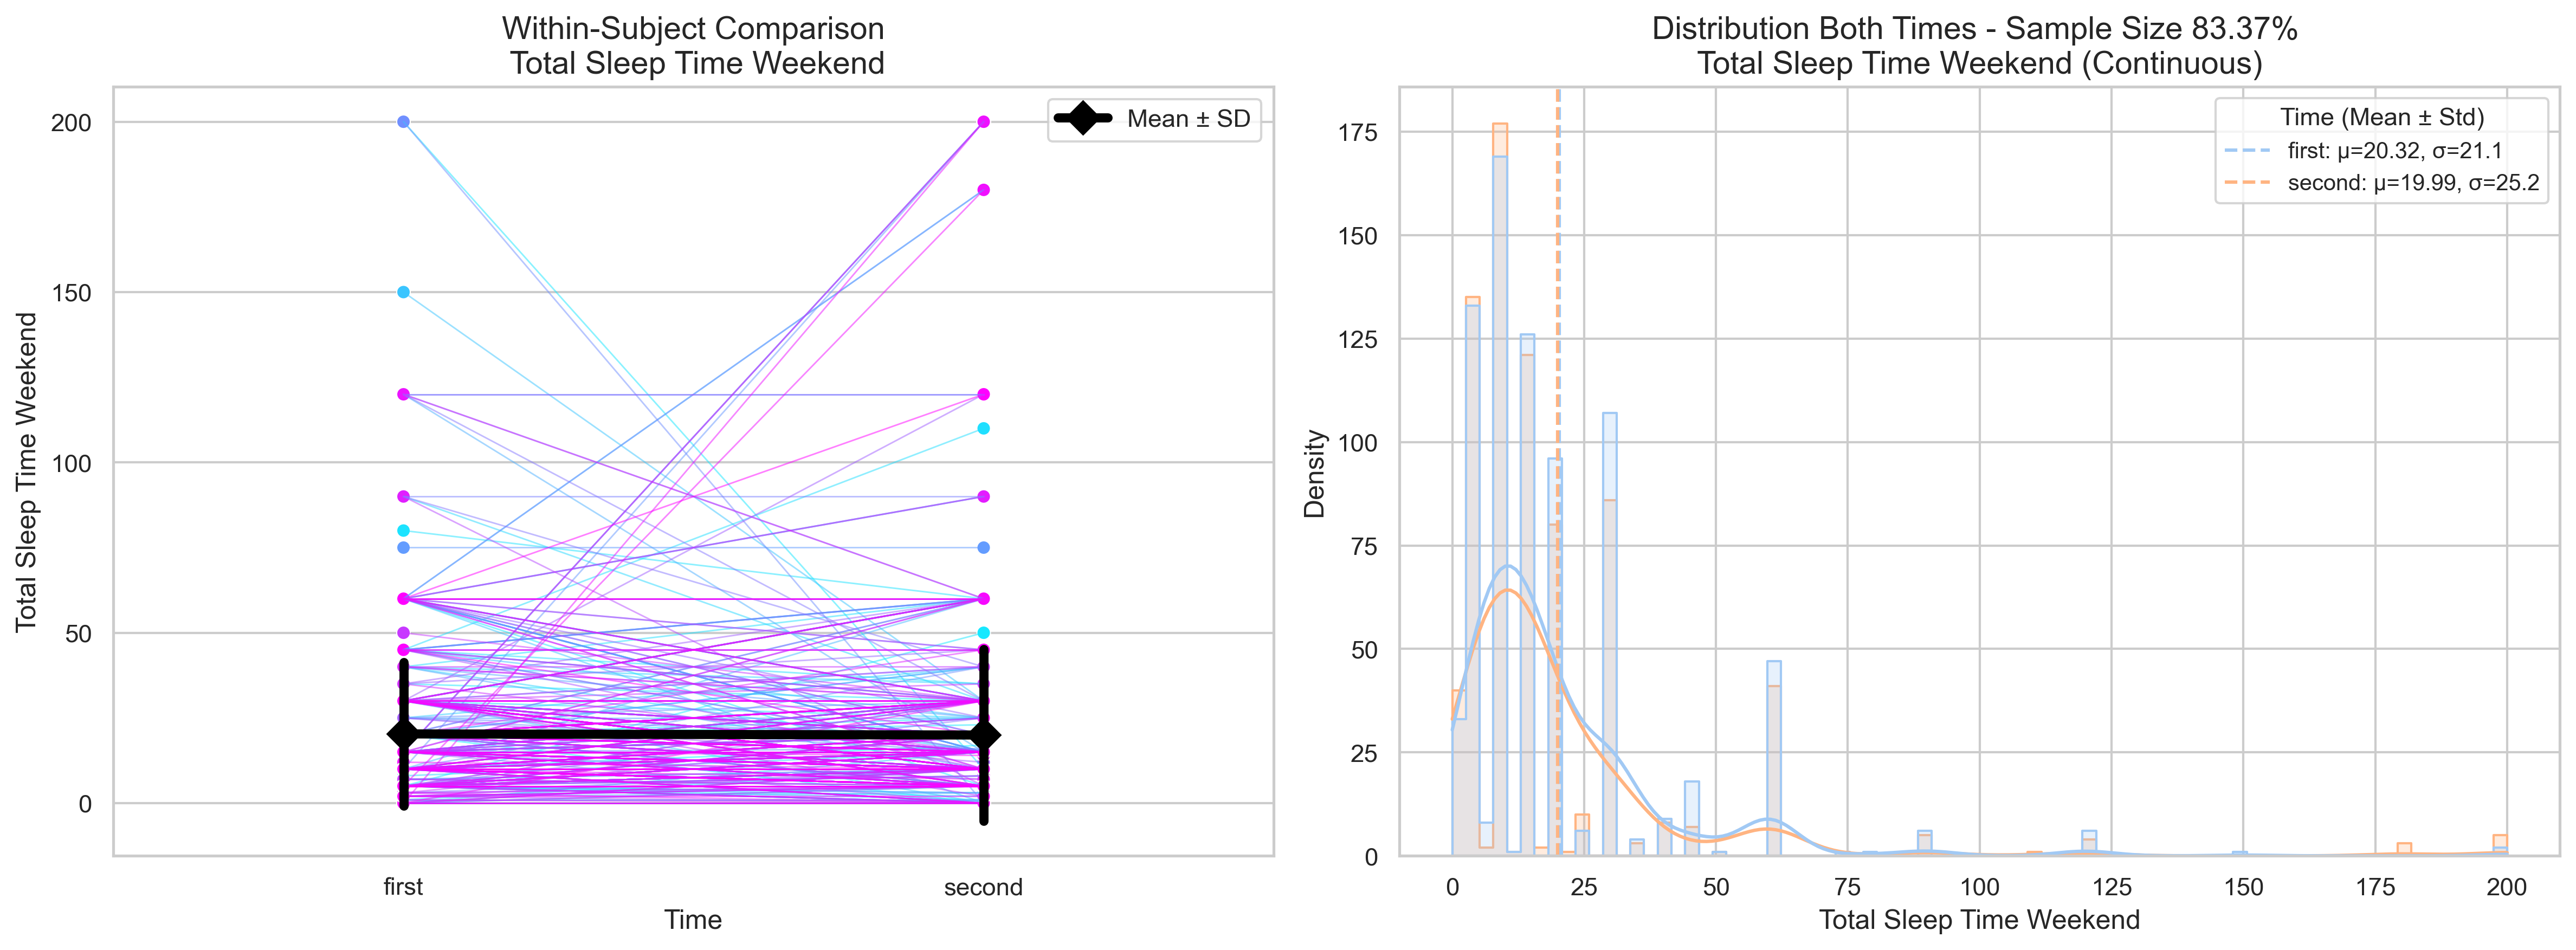 Within-Subject Comparison
Total Sleep Time Weekend
Total Sleep Time Weekend
200
150
100
50
0
Mean ± SD
first
second
Time
Distribution Both Times - Sample Size 83.37%
Total Sleep Time Weekend (Continuous)
Density
175
150
125
100
75
50
25
0
Time (Mean ± Std)
first: μ=20.32, σ=21.1
second: μ=19.99, σ=25.2
0
25
50
75
100
125
150
175
200
Total Sleep Time Weekend